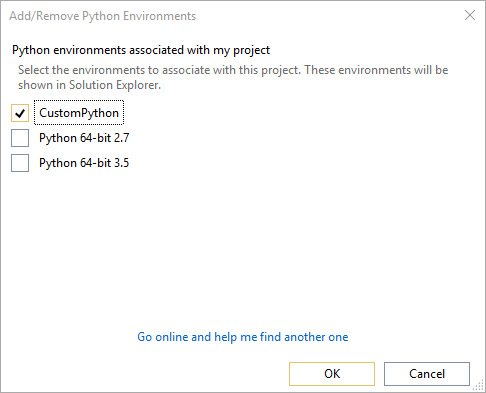 Add/Remove Python Environments
Python environments associated with my project
Select the environments to associate with this project. These environments will be
shown in Solution Explorer.
CustomPython
Python 64-bit 2.7
Python 64-bit 3.5
Go online and help me find another one
OK
Cancel